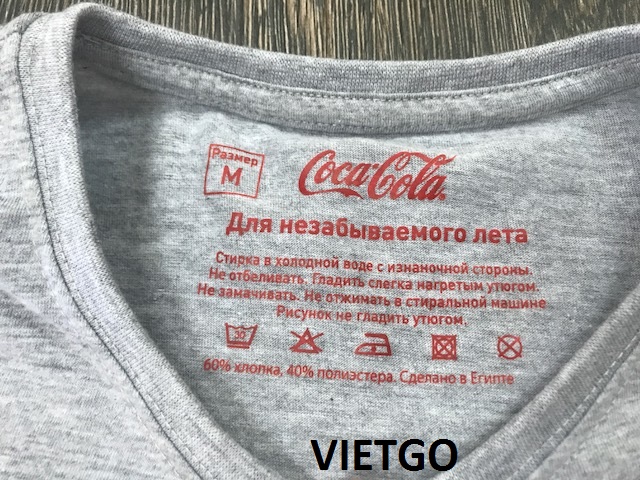 Размер
M
Coca-Cola
Для незабываемого лета
Стирка в холодной воде с изнаночной стороны.
Не отбеливать. Гладить слегка нагретым утюгом.
Не замачивать. Не отжимать в стиральной машине
Рисунок не гладить утюгом.
30
60% хлопка, 40% полиэстера. Сделано в Египте
VIETGO